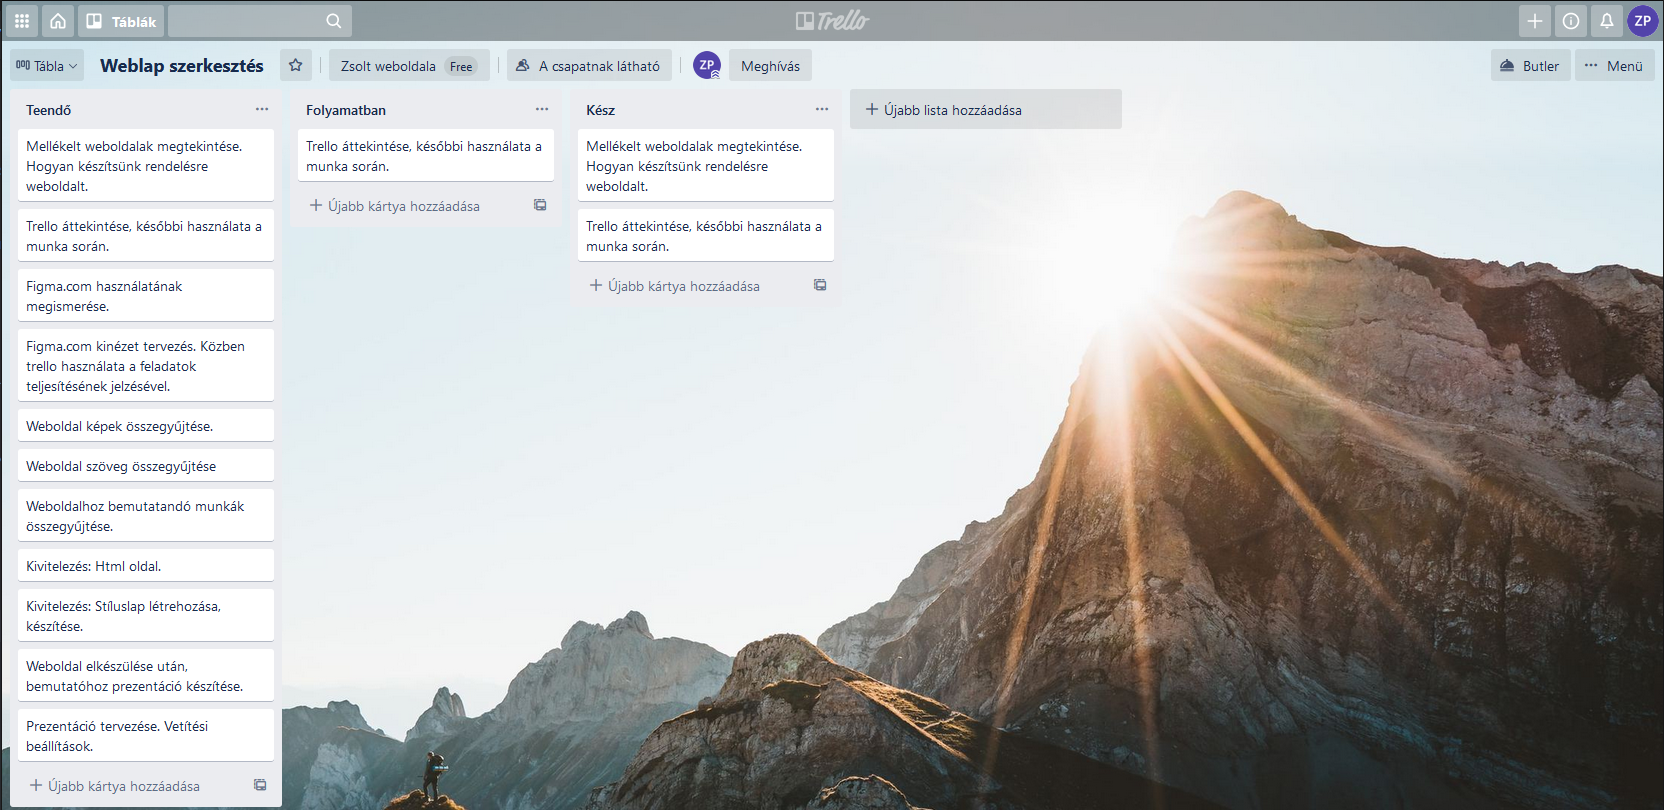 Táblák
Trello
ZP
Tábla
Weblap szerkesztés
Zsolt weboldala Free
A csapatnak látható
ZP
Meghívás
Butler
Menü
Teendő
Mellékelt weboldalak megtekintése.
Hogyan készítsünk rendelésre
weboldalt.
Trello áttekintése, későbbi használata a
munka során.
Figma.com használatának
megismerése.
Figma.com kinézet tervezés. Közben
trello használata a feladatok
teljesítésének jelzésével.
Weboldal képek összegyűjtése.
Weboldal szöveg összegyűjtése
Weboldalhoz bemutatandó munkák
összegyűjtése.
Kivitelezés: Html oldal.
Kivitelezés: Stíluslap létrehozása,
készítése.
Weboldal elkészülése után,
bemutatóhoz prezentáció készítése.
Prezentáció tervezése. Vetítési
beállítások.
Újabb kártya hozzáadása
Folyamatban
Trello áttekintése, későbbi használata a
munka során.
Újabb kártya hozzáadása
Kész
Mellékelt weboldalak megtekintése.
Hogyan készítsünk rendelésre
weboldalt.
Trello áttekintése, későbbi használata a
munka során.
Újabb kártya hozzáadása
Újabb lista hozzáadása